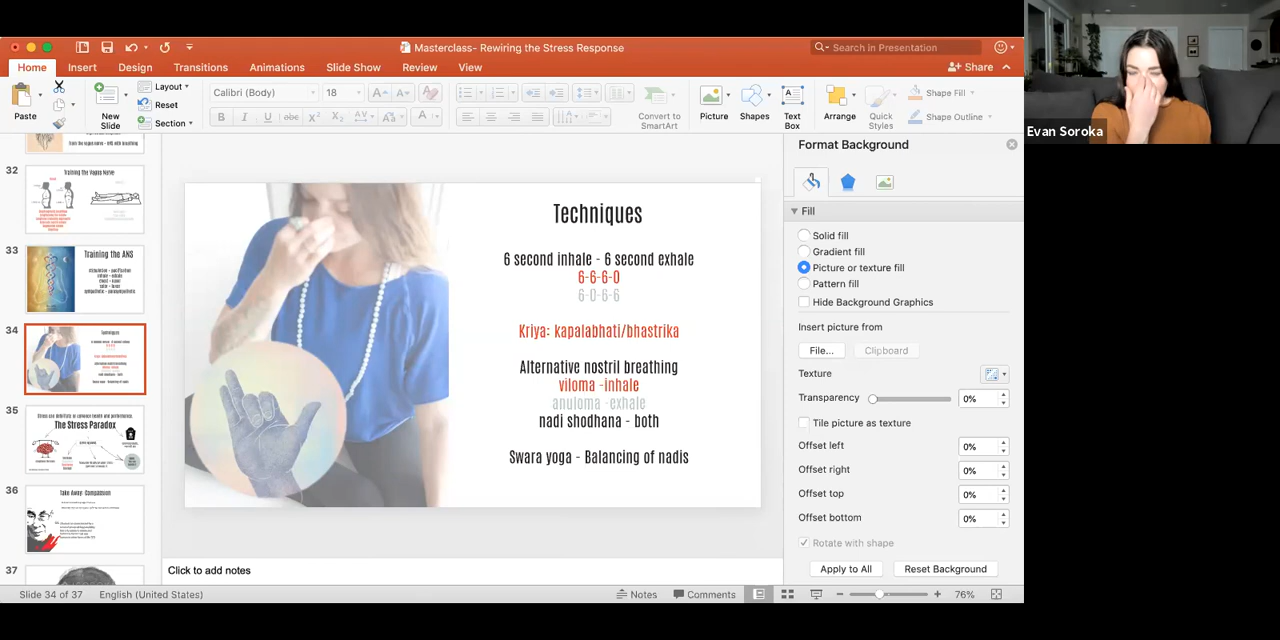 Masterclass- Rewiring the Stress Response
Search in Presentation
Home Insert Design Transitions Animations Slide Show Review View
Share
Paste
New Slide
Layout
Reset
Section
Calibri (Body) 18
B I U abc X² X₂ AV Aa A
Convert to SmartArt
Picture Shapes Text Box
Arrange Quick Styles
Shape Fill
Shape Outline
Evan Soroka
32
Training the Vagus Nerve
33
Training the ANS
34
Techniques
35
The Stress Paradox
36
Take Away: Compassion
37
Techniques
6 second inhale - 6 second exhale
6-6-6-0
6-0-6-6
Kriya: kapalabhati/bhastrika
Alternative nostril breathing
viloma -inhale
anuloma -exhale
nadi shodhana - both
Swara yoga - Balancing of nadis
Click to add notes
Format Background
Fill
Solid fill
Gradient fill
Picture or texture fill
Pattern fill
Hide Background Graphics
Insert picture from
File... Clipboard
Texture
Transparency 0%
Tile picture as texture
Offset left 0%
Offset right 0%
Offset top 0%
Offset bottom 0%
Rotate with shape
Apply to All Reset Background
Slide 34 of 37 English (United States) Notes Comments 76%